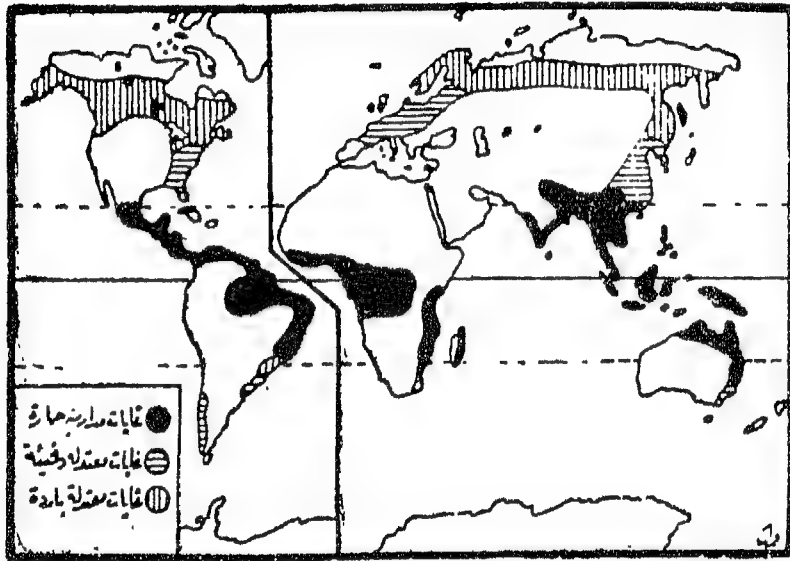 غابات مدارية حارة
غابات معتدلة دفيئة
غابات معتدلة باردة